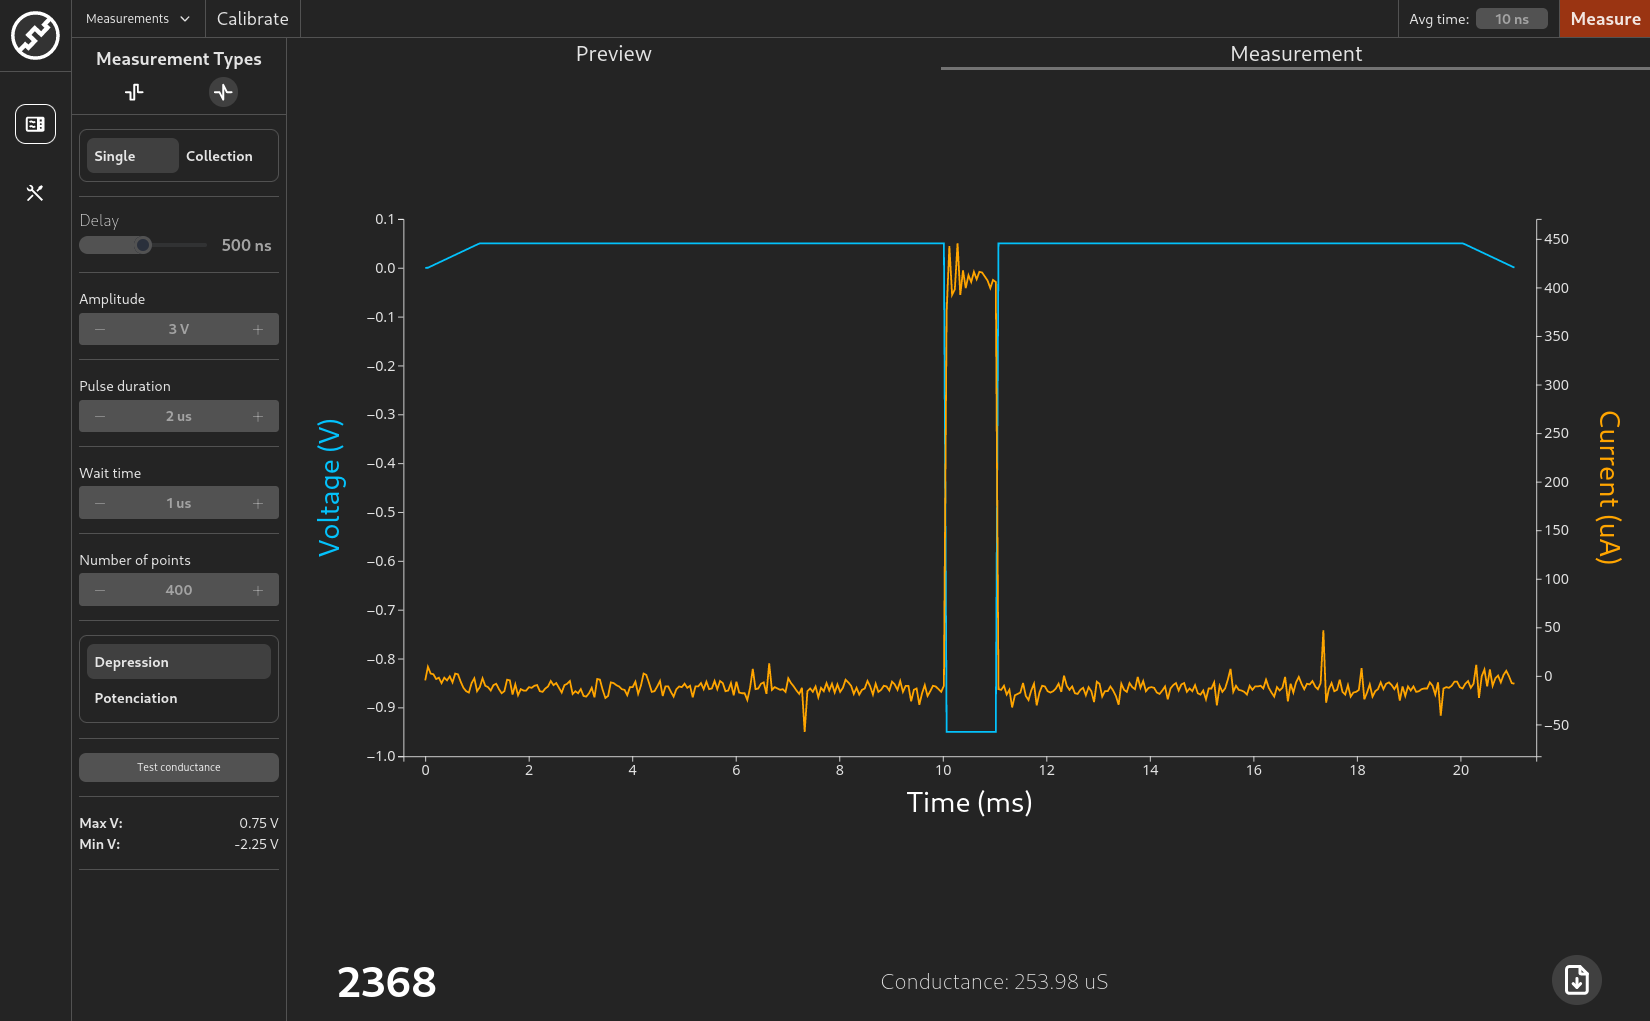 Measurements
Calibrate
Avg time: 10 ns
Measure
Measurement Types
Preview
Measurement
Single
Collection
Delay
500 ns
Amplitude
− 3 V +
Pulse duration
− 2 us +
Wait time
− 1 us +
Number of points
− 400 +
Depression
Potenciation
Test conductance
Max V: 0.75 V
Min V: -2.25 V
Voltage (V)
0.1
0.0
−0.1
−0.2
−0.3
−0.4
−0.5
−0.6
−0.7
−0.8
−0.9
−1.0
0 2 4 6 8 10 12 14 16 18 20
Time (ms)
450
400
350
300
250
200
150
100
50
0
−50
Current (uA)
2368
Conductance: 253.98 uS